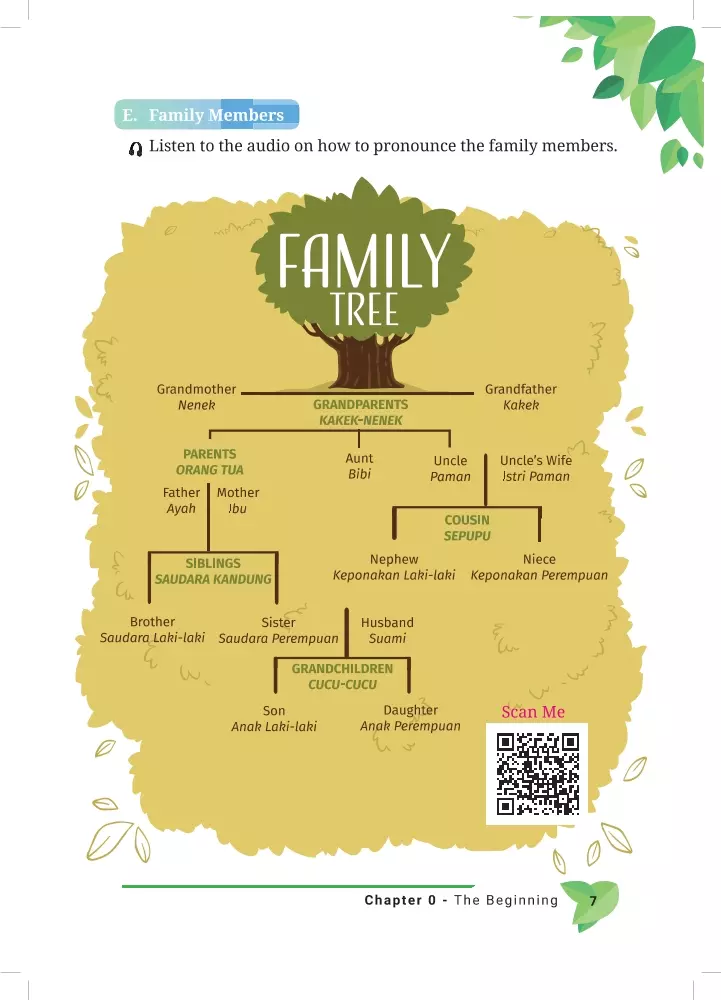 E. Family Members
Listen to the audio on how to pronounce the family members.
FAMILY
TREE
Grandmother
Nenek
Grandfather
Kakek
GRANDPARENTS
KAKEK-NENEK
PARENTS
ORANG TUA
Aunt
Bibi
Uncle
Paman
Uncle's Wife
Istri Paman
Father
Ayah
Mother
Ibu
COUSIN
SEPUPU
SIBLINGS
SAUDARA KANDUNG
Nephew
Keponakan Laki-laki
Niece
Keponakan Perempuan
Brother
Saudara Laki-laki
Sister
Saudara Perempuan
Husband
Suami
GRANDCHILDREN
CUCU-CUCU
Son
Anak Laki-laki
Daughter
Anak Perempuan
Scan Me
Chapter 0 - The Beginning
7